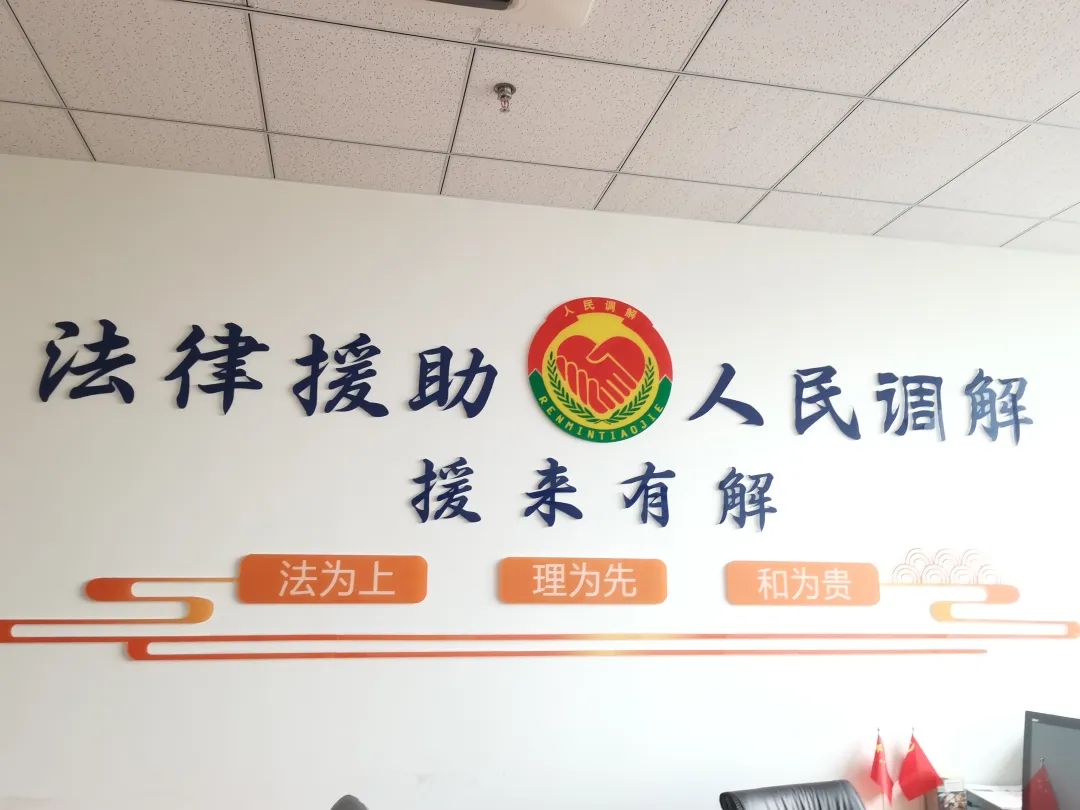 法律援助
人民调解
RENMINTIAOJIE
人民调解
援来有解
法为上
理为先
和为贵